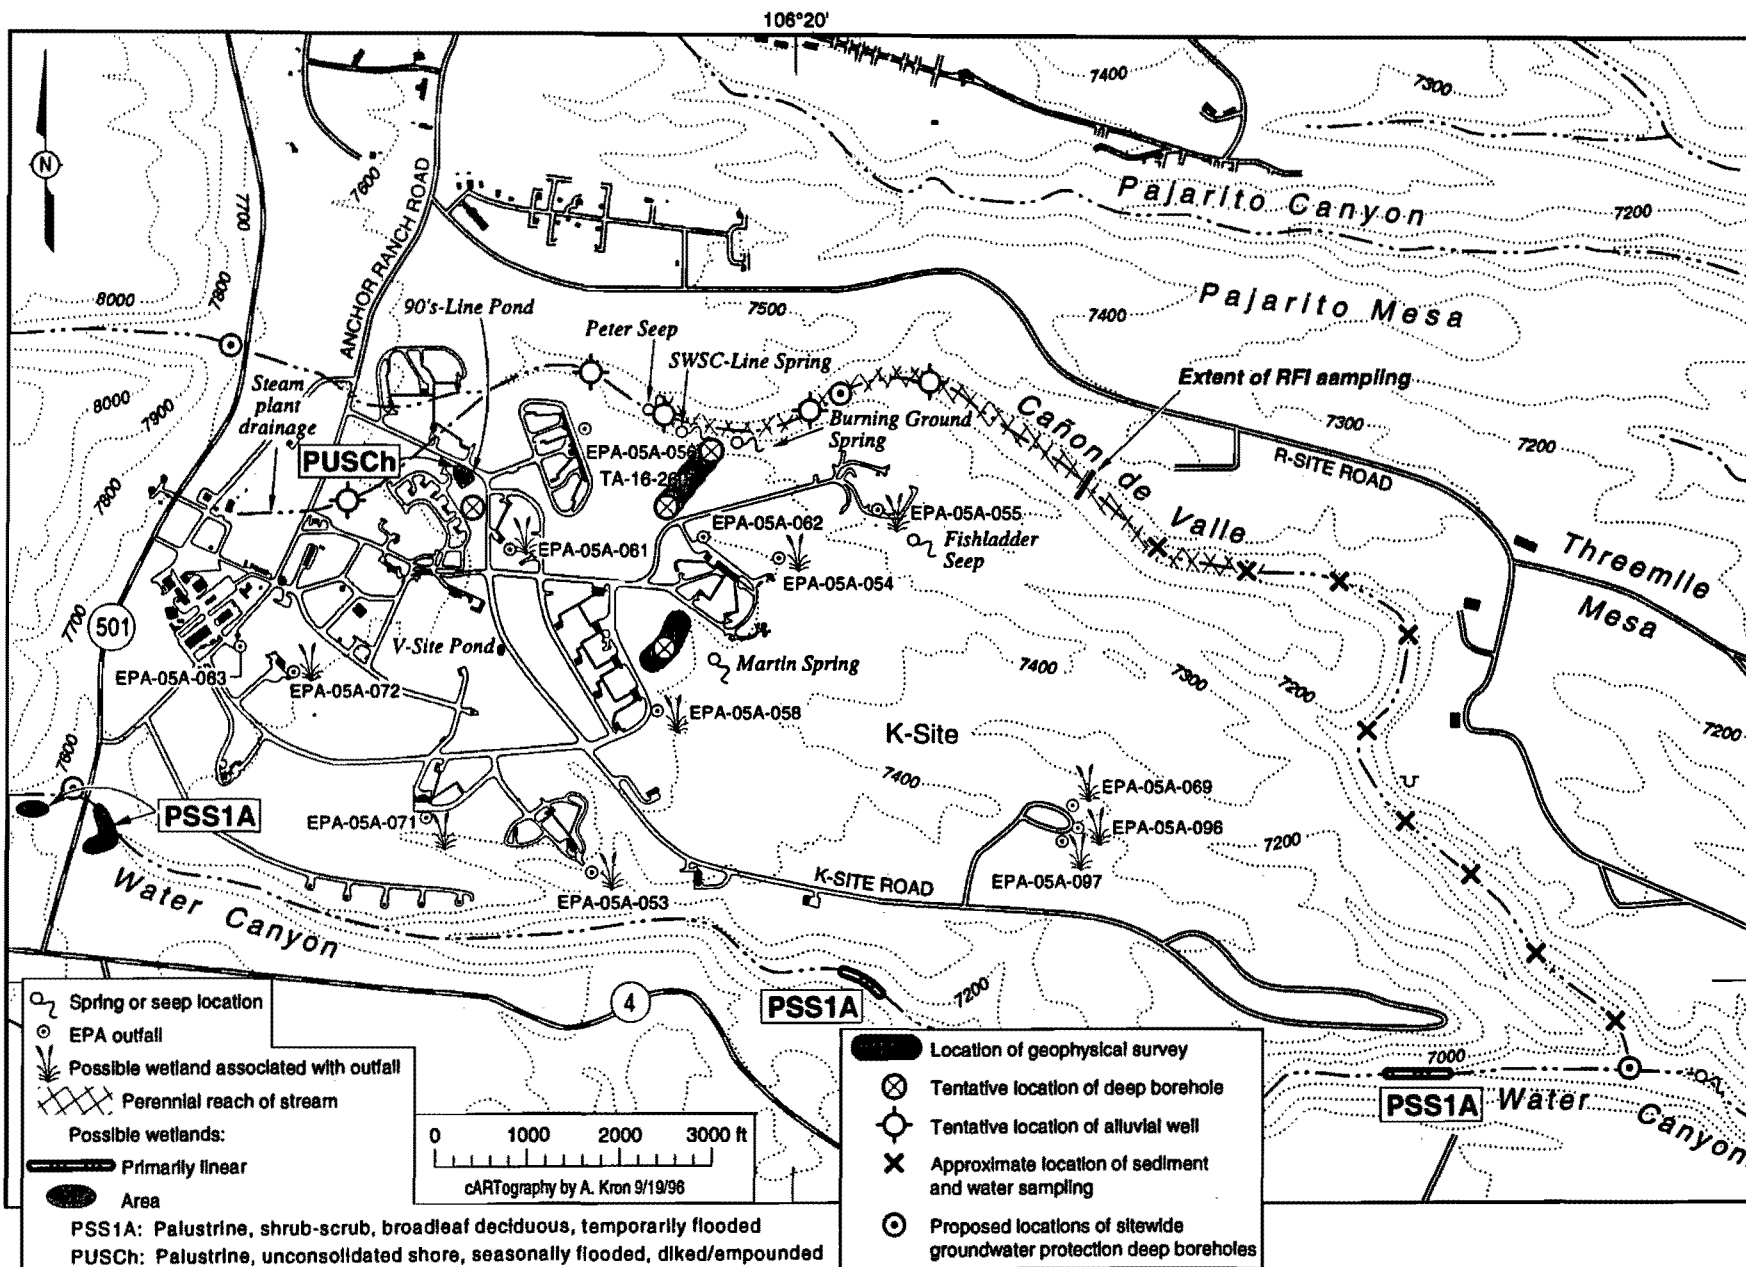 106°20'
7400
7300
7600
ANCHOR RANCH ROAD
Pajarito Canyon
7200
7700
7800
8000
N
90's-Line Pond
7500
Pajarito Mesa
7400
Peter Seep
SWSC-Line Spring
Extent of RFI sampling
Steam
plant
drainage
8000
7900
Cañon de
Valle
Burning Ground
Spring
7300
7200
R-SITE ROAD
PUSCh
EPA-05A-056
TA-16-260
7800
EPA-05A-062
EPA-05A-055
EPA-05A-061
Fishladder
Seep
EPA-05A-054
Threemile
Mesa
501
7700
V-Site Pond
Martin Spring
7400
7300
7200
EPA-05A-063
EPA-05A-072
EPA-05A-058
K-Site
7200
7600
7400
EPA-05A-069
PSS1A
EPA-05A-071
EPA-05A-096
7200
EPA-05A-097
K-SITE ROAD
EPA-05A-053
Water Canyon
4
PSS1A
7200
7000
PSS1A
Water Canyon
Spring or seep location
EPA outfall
Possible wetland associated with outfall
Perennial reach of stream
Possible wetlands:
Primarily linear
Area
PSS1A: Palustrine, shrub-scrub, broadleaf deciduous, temporarily flooded
PUSCh: Palustrine, unconsolidated shore, seasonally flooded, diked/empounded
0 1000 2000 3000 ft
cARTography by A. Kron 9/19/96
Location of geophysical survey
Tentative location of deep borehole
Tentative location of alluvial well
Approximate location of sediment
and water sampling
Proposed locations of sitewide
groundwater protection deep boreholes